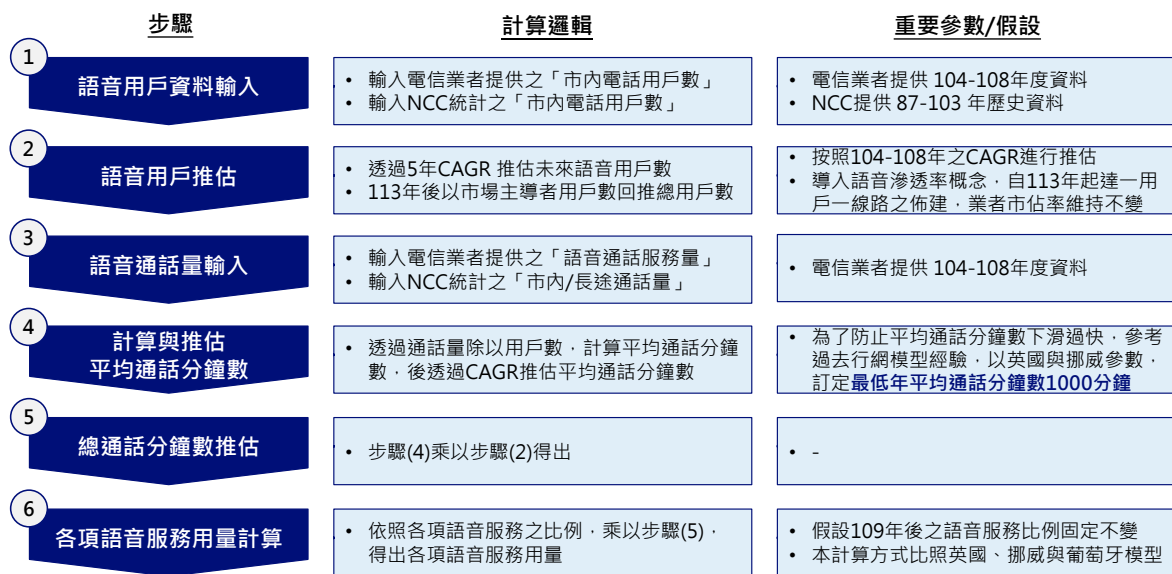 步驟
計算邏輯
重要參數/假設
1
語音用戶資料輸入
• 輸入電信業者提供之「市內電話用戶數」
• 輸入NCC統計之「市內電話用戶數」
• 電信業者提供 104-108年度資料
• NCC提供 87-103 年歷史資料
2
語音用戶推估
• 透過5年CAGR 推估未來語音用戶數
• 113年後以市場主導者用戶數回推總用戶數
• 按照104-108年之CAGR進行推估
• 導入語音滲透率概念，自113年起達一用
戶一線路之佈建，業者市佔率維持不變
3
語音通話量輸入
• 輸入電信業者提供之「語音通話服務量」
• 輸入NCC統計之「市內/長途通話量」
• 電信業者提供 104-108年度資料
4
計算與推估
平均通話分鐘數
• 透過通話量除以用戶數，計算平均通話分鐘
數，後透過CAGR推估平均通話分鐘數
• 為了防止平均通話分鐘數下滑過快，參考
過去行網模型經驗，以英國與挪威參數，
訂定最低年平均通話分鐘數1000分鐘
5
總通話分鐘數推估
• 步驟(4)乘以步驟(2)得出
• -
6
各項語音服務用量計算
• 依照各項語音服務之比例，乘以步驟(5)，
得出各項語音服務用量
• 假設109年後之語音服務比例固定不變
• 本計算方式比照英國、挪威與葡萄牙模型